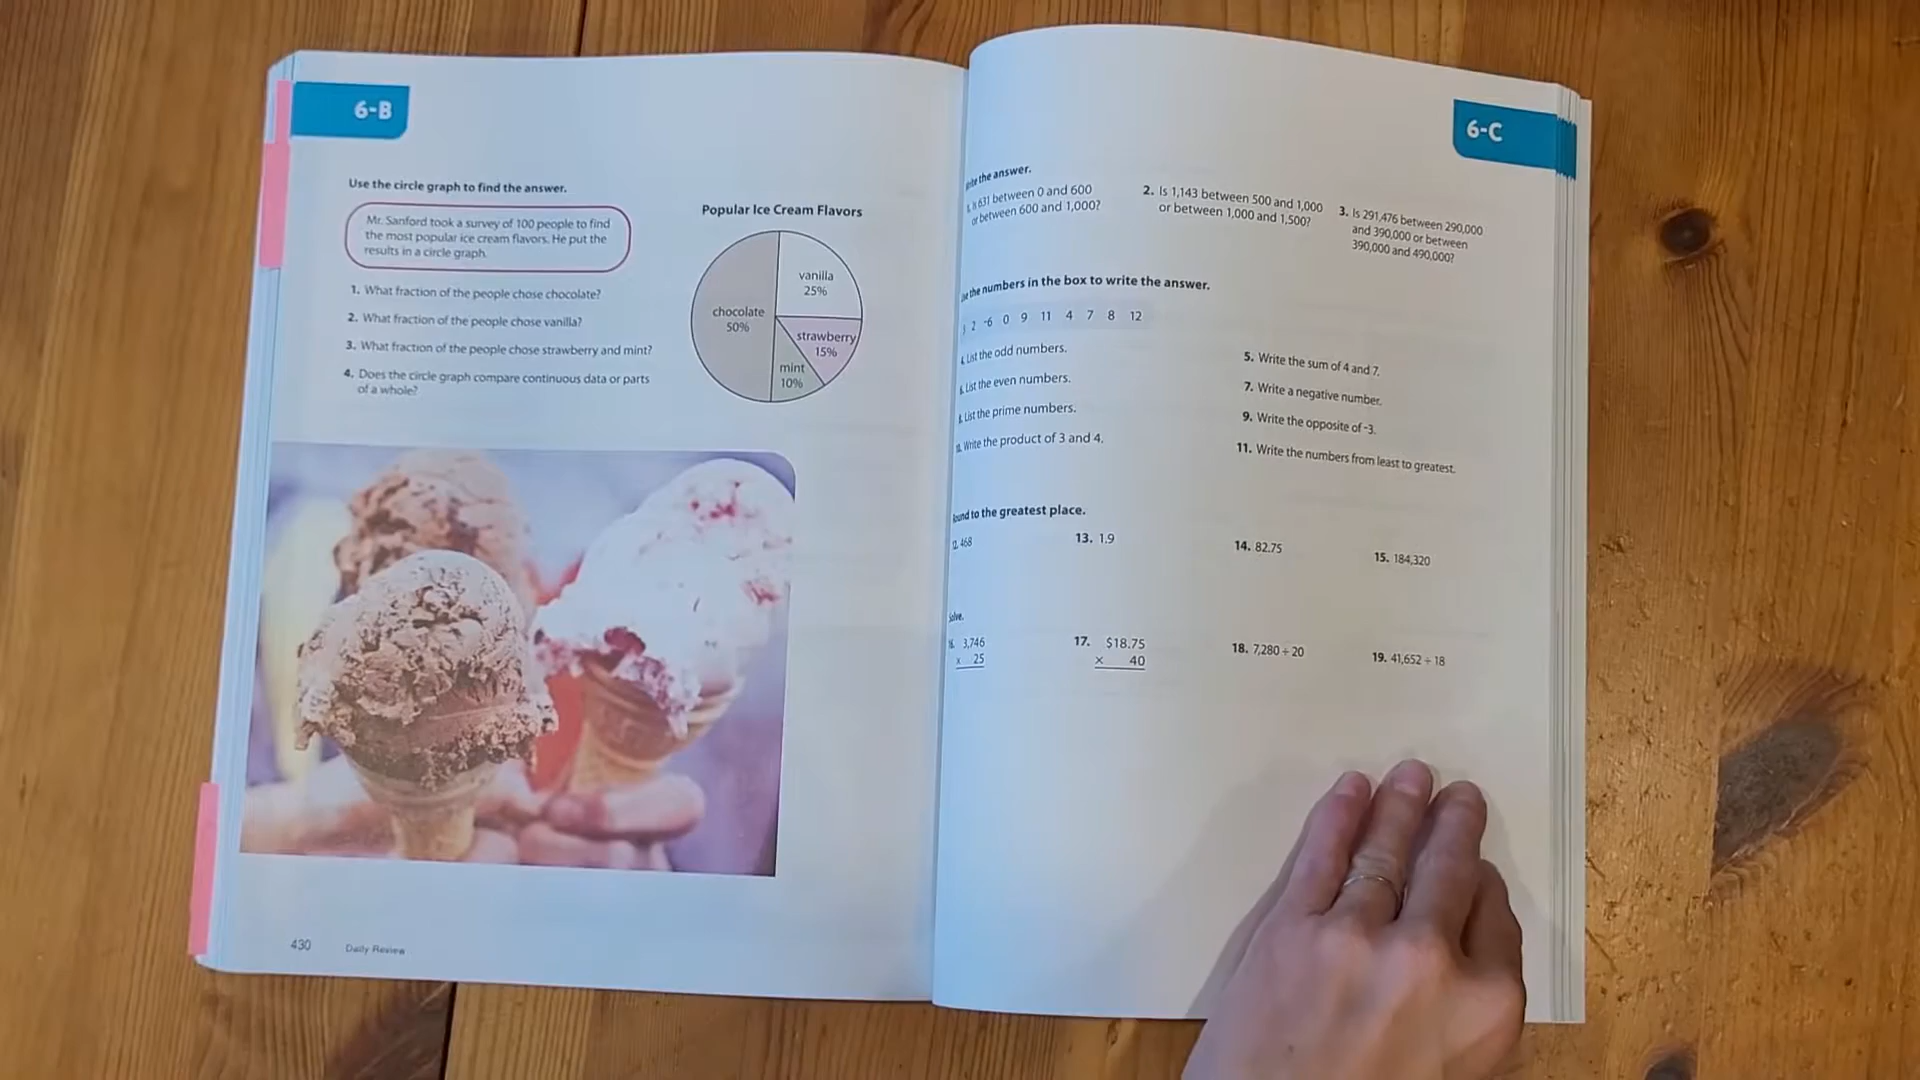 6-B
Use the circle graph to find the answer.
Mr. Sanford took a survey of 100 people to find
the most popular ice cream flavors. He put the
results in a circle graph.
1. What fraction of the people chose chocolate?
2. What fraction of the people chose vanilla?
3. What fraction of the people chose strawberry and mint?
4. Does the circle graph compare continuous data or parts
of a whole?
Popular Ice Cream Flavors
vanilla
25%
chocolate
50%
strawberry
15%
mint
10%
430 Daily Review
6-C
the answer.
631 between 0 and 600
or between 600 and 1,000?
2. Is 1,143 between 500 and 1,000
or between 1,000 and 1,500?
3. Is 291,476 between 290,000
and 390,000 or between
390,000 and 490,000?
the numbers in the box to write the answer.
2 -6 0 9 11 4 7 8 12
List the odd numbers.
5. Write the sum of 4 and 7.
List the even numbers.
7. Write a negative number.
List the prime numbers.
9. Write the opposite of -3.
Write the product of 3 and 4.
11. Write the numbers from least to greatest.
to the greatest place.
468
13. 1.9
14. 82.75
15. 184,320
Solve.
3,746
x 25
17. $18.75
x 40
18. 7,280 ÷ 20
19. 41,652 ÷ 18